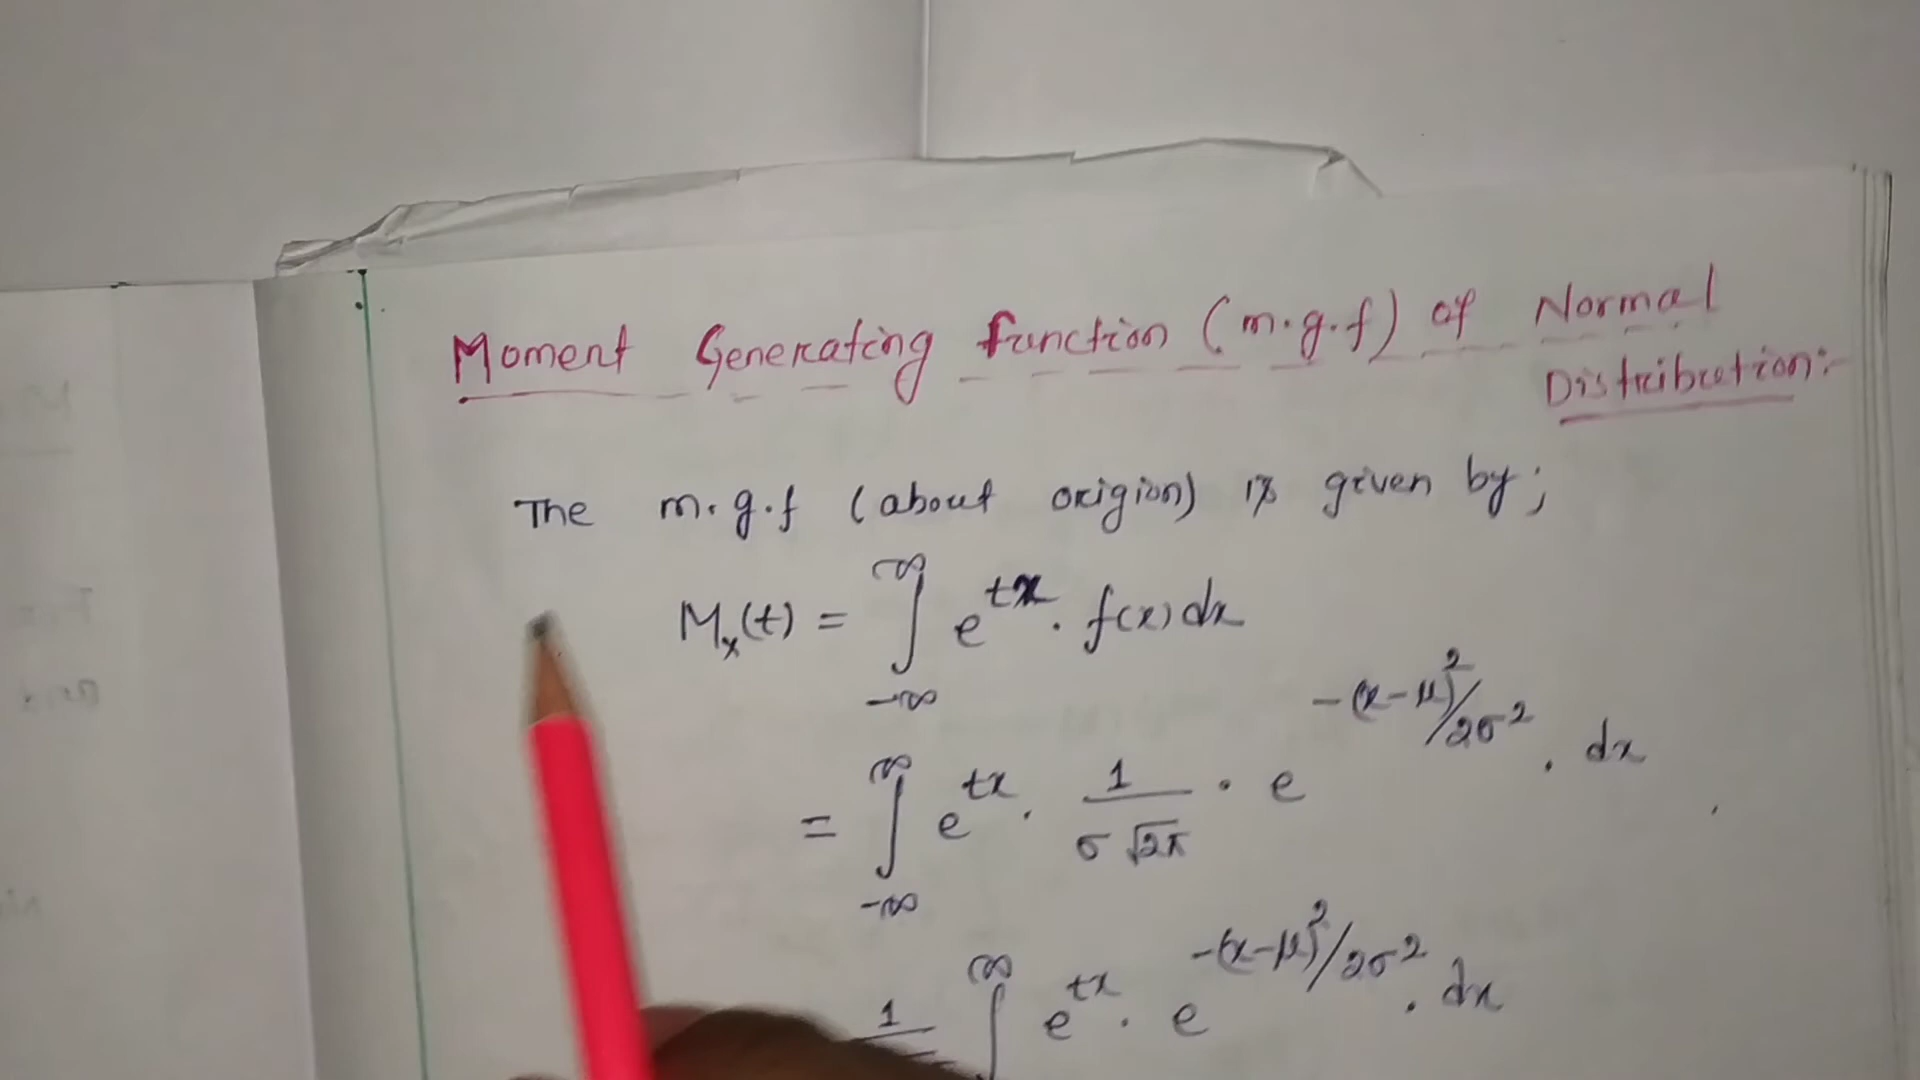 Moment Generating function (m.g.f) of Normal
Distribution:-
The m.g.f (about origion) is given by;
Mx(t) = ∫_{-∞}^{∞} e^{tx} . f(x) dx
= ∫_{-∞}^{∞} e^{tx} . 1/(σ√2π) . e^{-(x-μ)²/2σ²} . dx
1 ∫^{∞} e^{tx} . e^{-(x-μ)²/2σ²} . dx